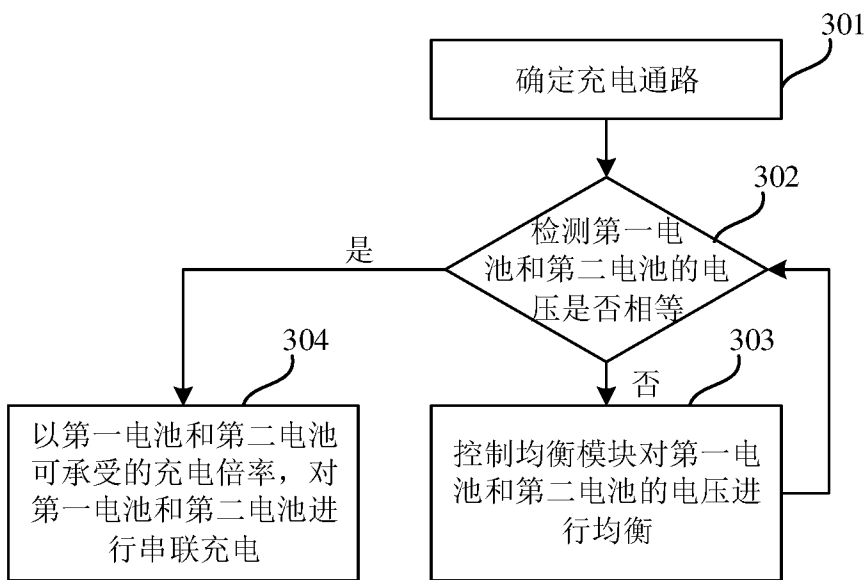 301
确定充电通路
302
检测第一电
池和第二电池的电
压是否相等
是
304
303
否
以第一电池和第二电池
可承受的充电倍率，对
第一电池和第二电池进
行串联充电
控制均衡模块对第一电
池和第二电池的电压进
行均衡